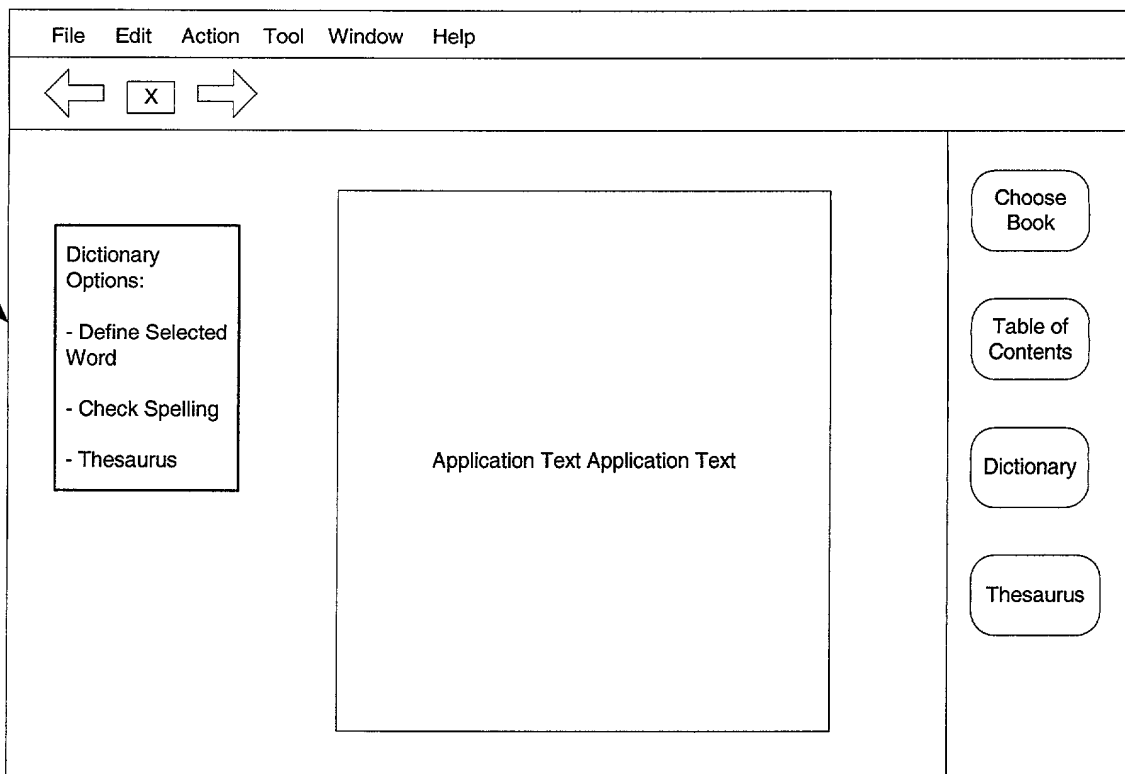 File Edit Action Tool Window Help
X
Dictionary
Options:
- Define Selected
Word
- Check Spelling
- Thesaurus
Application Text Application Text
Choose
Book
Table of
Contents
Dictionary
Thesaurus